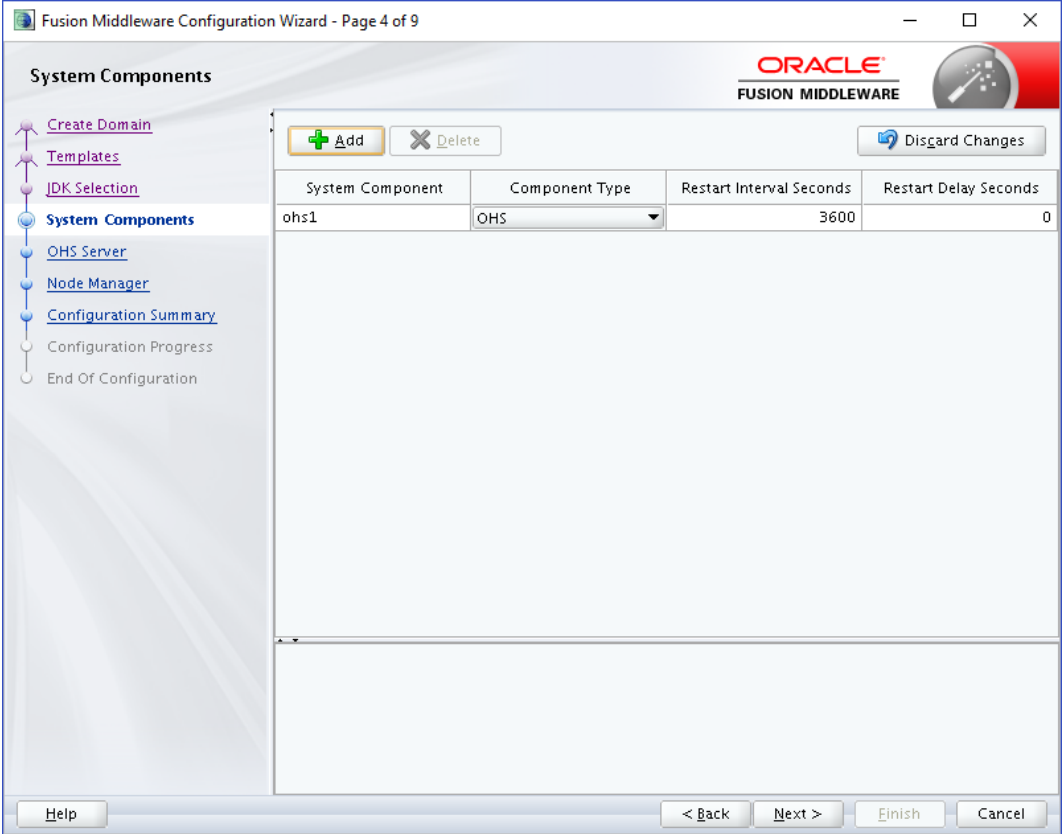 Fusion Middleware Configuration Wizard - Page 4 of 9
System Components
ORACLE
FUSION MIDDLEWARE
Create Domain
Templates
JDK Selection
System Components
OHS Server
Node Manager
Configuration Summary
Configuration Progress
End Of Configuration
Add Delete Discard Changes
System Component Component Type Restart Interval Seconds Restart Delay Seconds
ohs1 OHS 3600 0
Help < Back Next > Finish Cancel